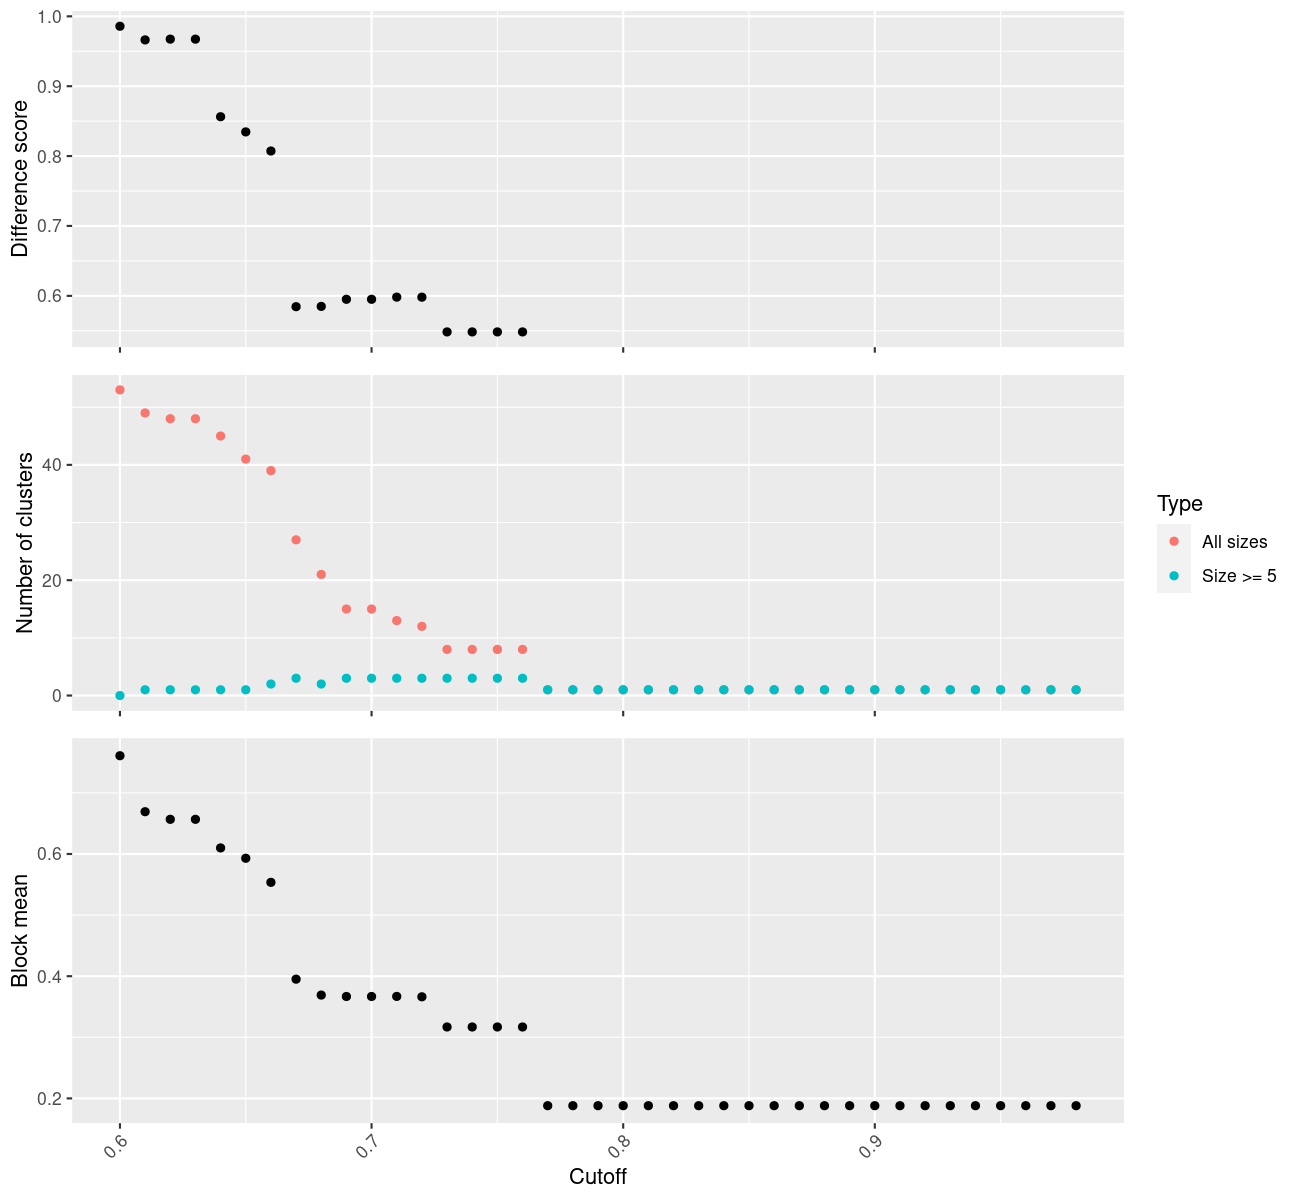 Difference score
1.0
0.9
0.8
0.7
0.6
Number of clusters
40
20
0
Type
All sizes
Size >= 5
Block mean
0.6
0.4
0.2
0.6 0.7 0.8 0.9
Cutoff